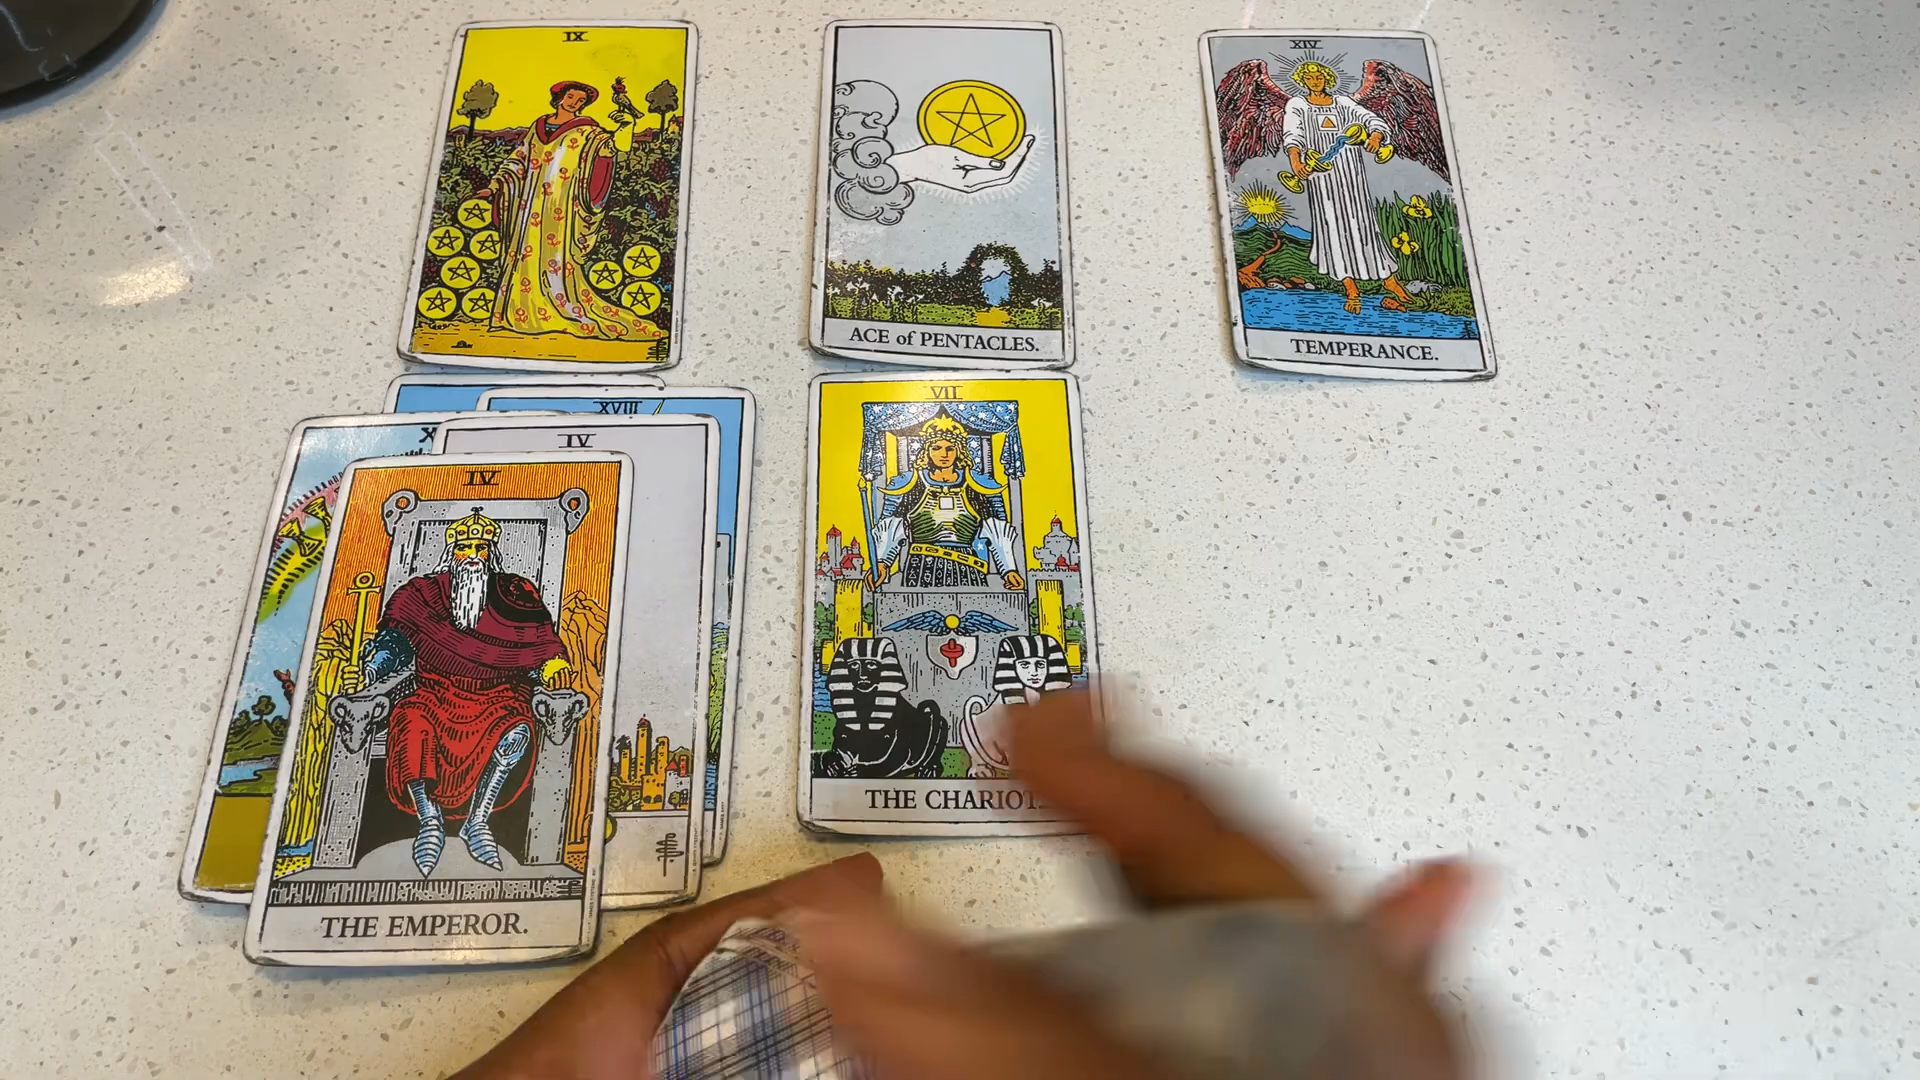 IX
ACE of PENTACLES.
XIV
TEMPERANCE.
XVIII
X
IV
IV
THE EMPEROR.
VII
THE CHARIOT.